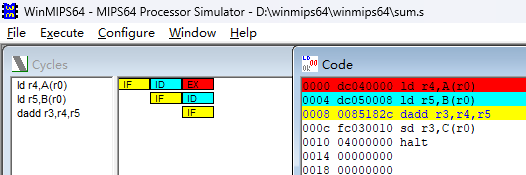 WinMIPS64 - MIPS64 Processor Simulator - D:\winmips64\winmips64\sum.s
File Execute Configure Window Help
Cycles
ld r4,A(r0)
ld r5,B(r0)
dadd r3,r4,r5
IF ID EX
IF ID
IF
Code
0000 dc040000 ld r4,A(r0)
0004 dc050008 ld r5,B(r0)
0008 0085182c dadd r3,r4,r5
000c fc030010 sd r3,C(r0)
0010 04000000 halt
0014 00000000
0018 00000000